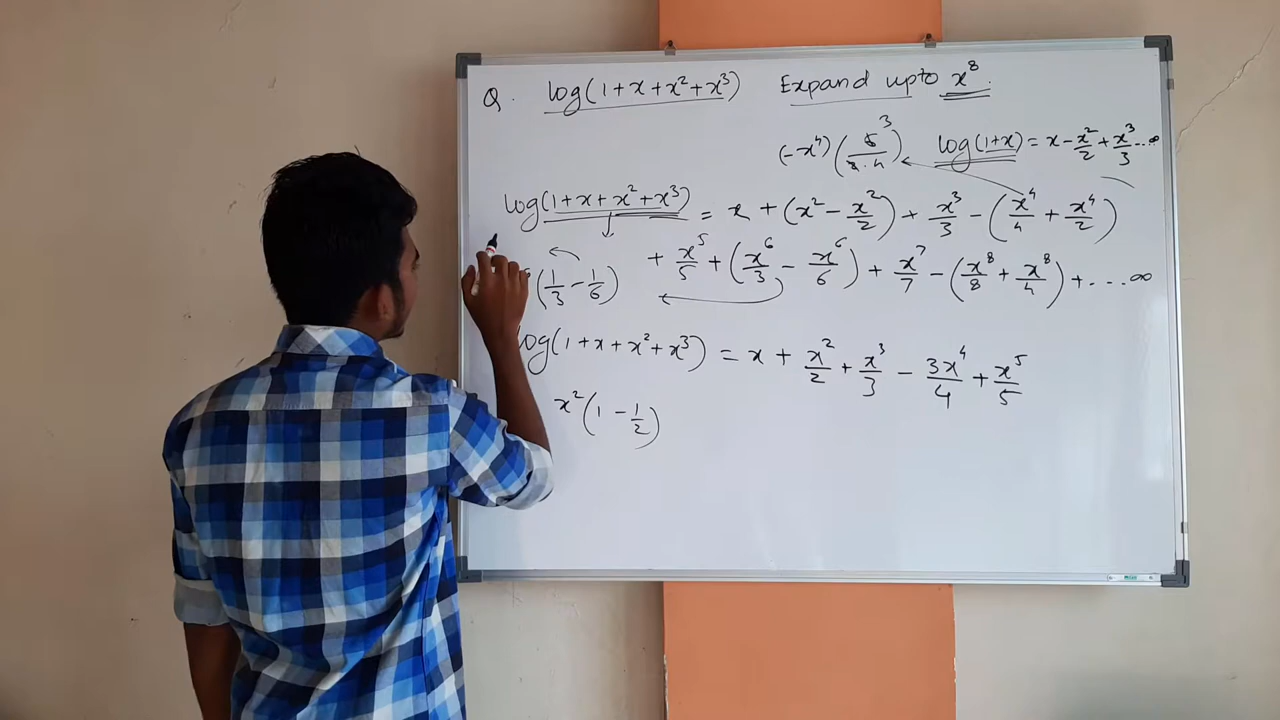 Q. log(1+x+x²+x³) Expand upto x⁸.
(-x⁴)(6³/2·4) log(1+x) = x - x²/2 + x³/3 ...∞
log(1+x+x²+x³) = x + (x² - x²/2) + x³/3 - (x⁴/4 + x⁴/2)
+ x⁵/5 + (x⁶/3 - x⁶/6) + x⁷/7 - (x⁸/8 + x⁸/4) + ....∞
(1/3 - 1/6)
log(1+x+x²+x³) = x + x²/2 + x³/3 - 3x⁴/4 + x⁵/5
x²(1 - 1/2)